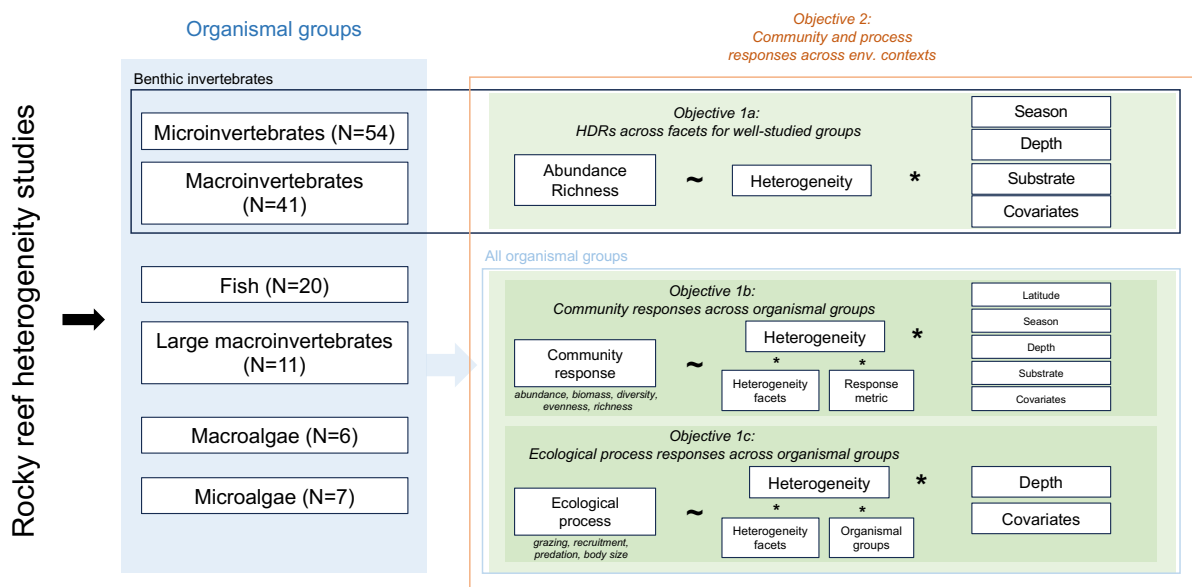 Rocky reef heterogeneity studies
Organismal groups
Benthic invertebrates
Microinvertebrates (N=54)
Macroinvertebrates
(N=41)
Fish (N=20)
Large macroinvertebrates
(N=11)
Macroalgae (N=6)
Microalgae (N=7)
Objective 2:
Community and process
responses across env. contexts
Objective 1a:
HDRs across facets for well-studied groups
Abundance
Richness
~
Heterogeneity
*
Season
Depth
Substrate
Covariates
All organismal groups
Objective 1b:
Community responses across organismal groups
Community
response
abundance, biomass, diversity,
evenness, richness
~
Heterogeneity
* *
Heterogeneity
facets
Response
metric
*
Latitude
Season
Depth
Substrate
Covariates
Objective 1c:
Ecological process responses across organismal groups
Ecological
process
grazing, recruitment,
predation, body size
~
Heterogeneity
* *
Heterogeneity
facets
Organismal
groups
*
Depth
Covariates